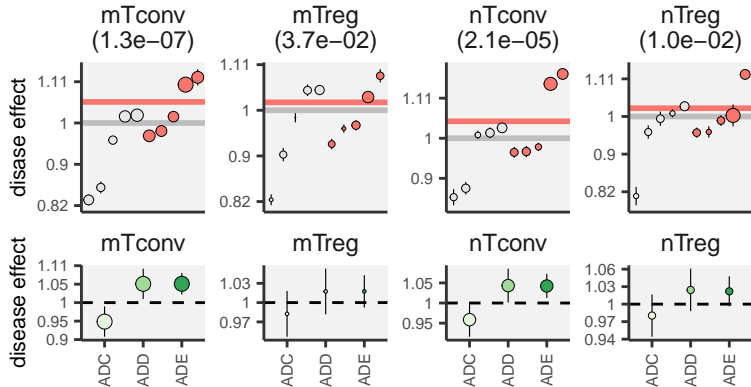 mTconv
(1.3e−07)
mTreg
(3.7e−02)
nTconv
(2.1e−05)
nTreg
(1.0e−02)
disase effect
1.11
1
0.9
0.82
1.11
1
0.9
0.82
1.11
1
0.9
1.11
1
0.9
0.82
mTconv
mTreg
nTconv
nTreg
disease effect
1.11
1.05
1
0.95
0.9
1.03
1
0.97
1.05
1
0.95
1.06
1.03
1
0.97
0.94
ADC
ADD
ADE
ADC
ADD
ADE
ADC
ADD
ADE
ADC
ADD
ADE